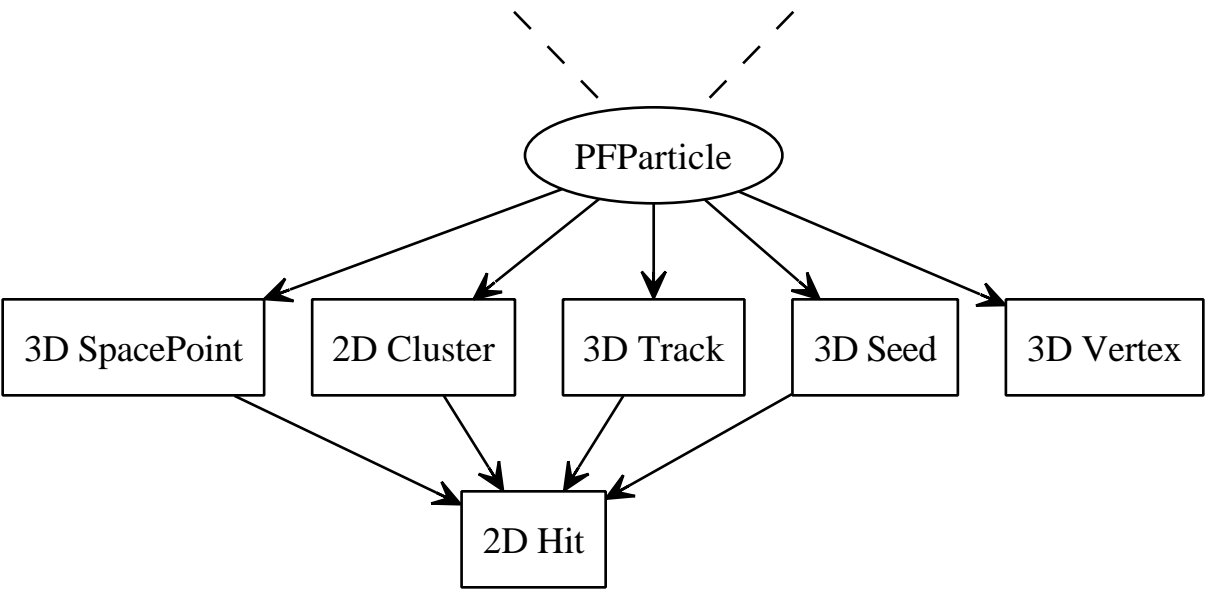 PFParticle
3D SpacePoint
2D Cluster
3D Track
3D Seed
3D Vertex
2D Hit